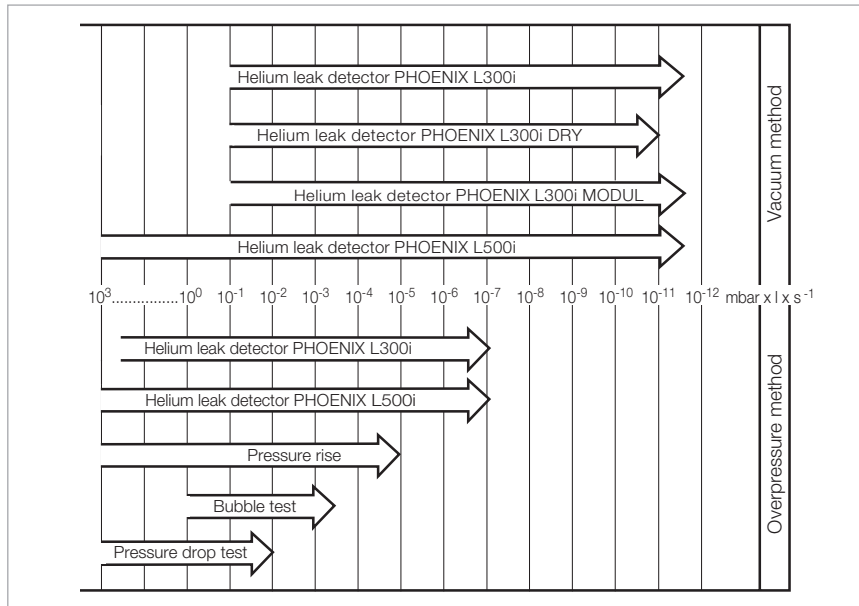 Helium leak detector PHOENIX L300i
Helium leak detector PHOENIX L300i DRY
Helium leak detector PHOENIX L300i MODUL
Helium leak detector PHOENIX L500i
Vacuum method
10³................10⁰ 10⁻¹ 10⁻² 10⁻³ 10⁻⁴ 10⁻⁵ 10⁻⁶ 10⁻⁷ 10⁻⁸ 10⁻⁹ 10⁻¹⁰ 10⁻¹¹ 10⁻¹² mbar x l x s⁻¹
Helium leak detector PHOENIX L300i
Helium leak detector PHOENIX L500i
Pressure rise
Bubble test
Pressure drop test
Overpressure method